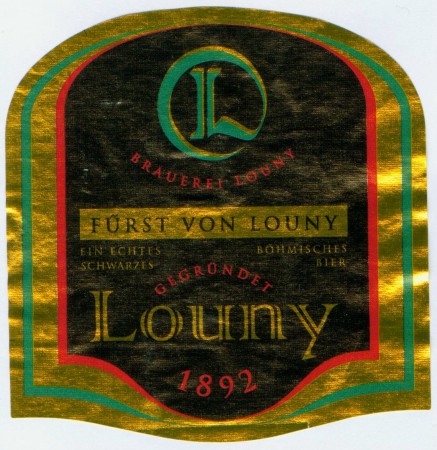 L
BRAUEREI LOUNY
FÜRST VON LOUNY
EIN ECHTES BÖHMISCHES
SCHWARZES BIER
GEGRÜNDET
Louny
1892